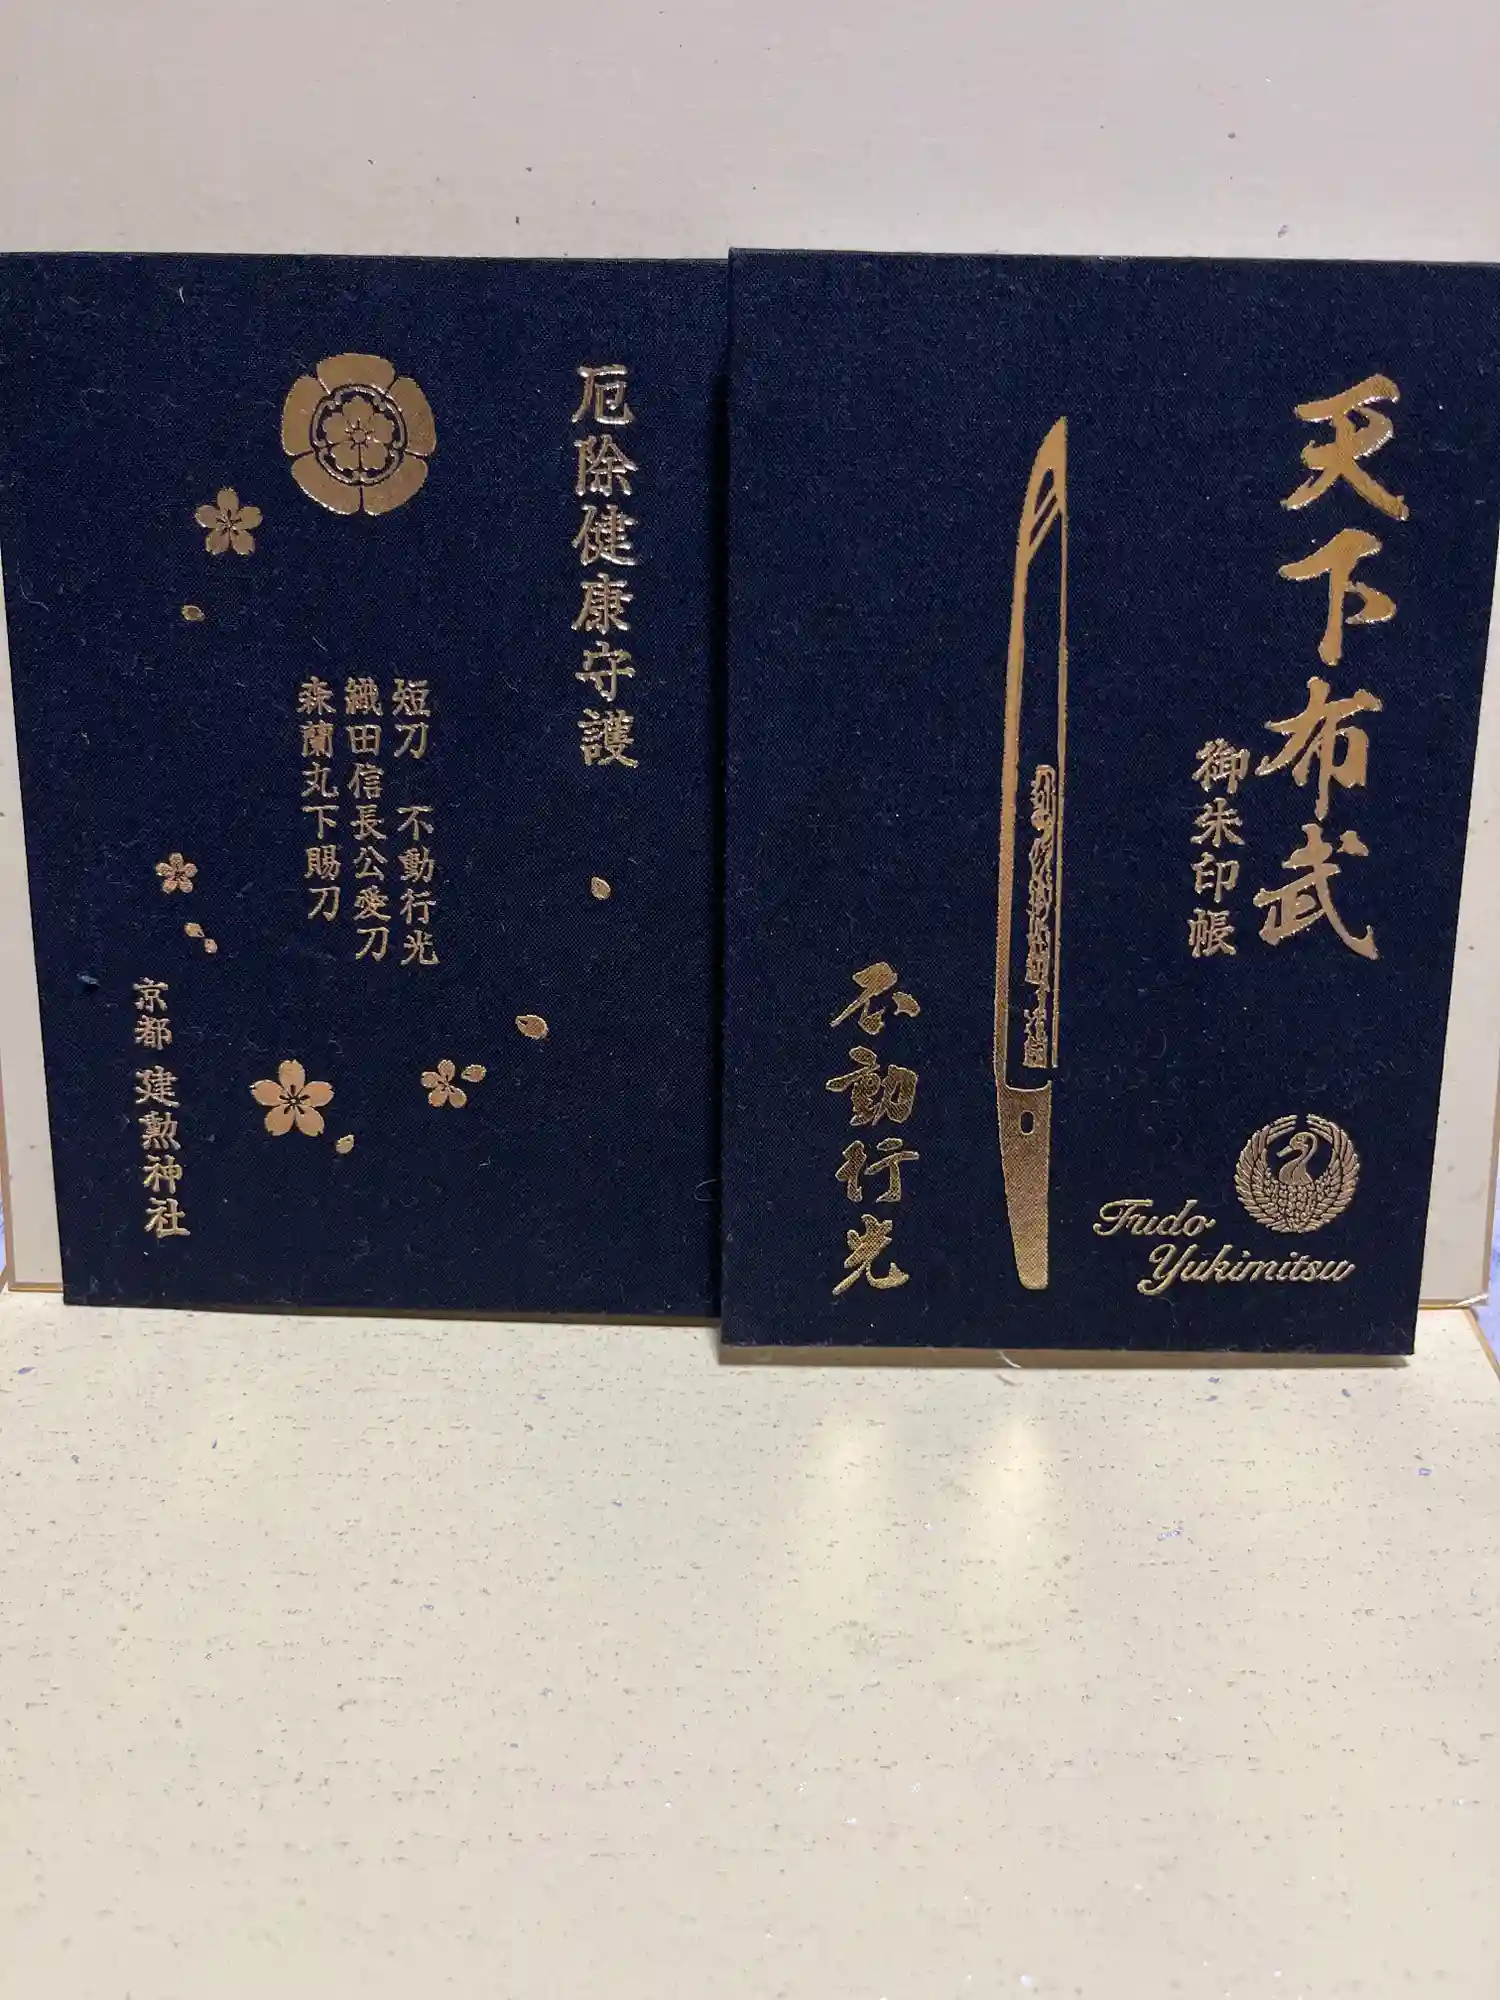 天下布武
御朱印帳
不動行光
Fudo
Yukimitsu
厄除健康守護
短刀 不動行光
織田信長公愛刀
森蘭丸下賜刀
京都 建勲神社